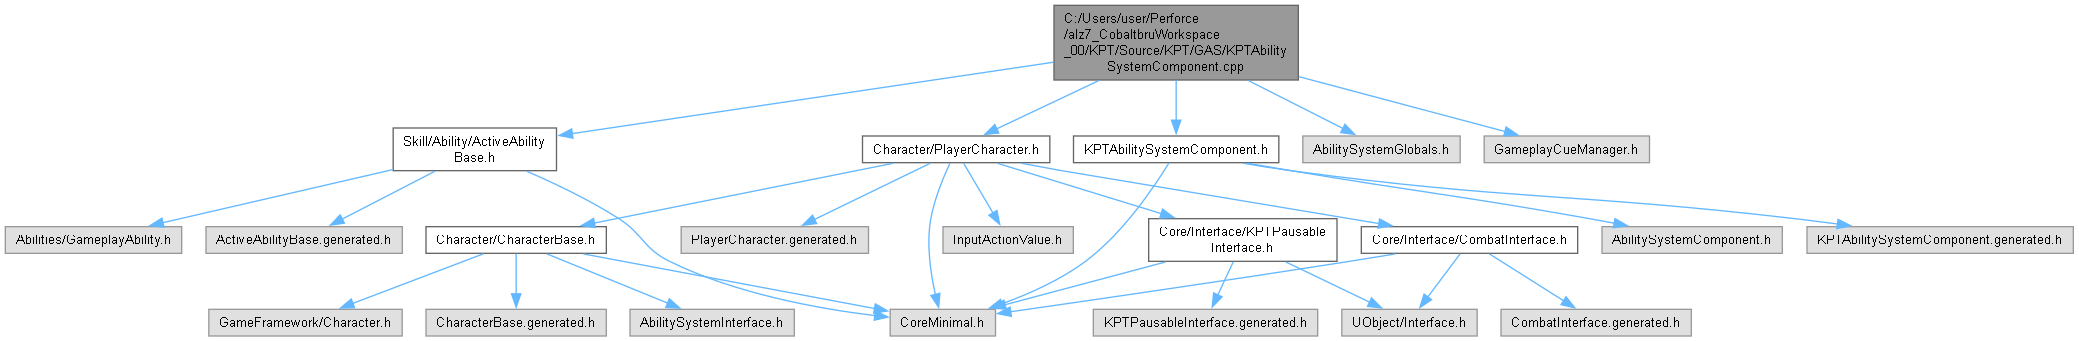 C:/Users/user/Perforce
/alz7_CobaltbruWorkspace
_00/KPT/Source/KPT/GAS/KPTAbility
SystemComponent.cpp
Skill/Ability/ActiveAbility
Base.h
Character/PlayerCharacter.h
KPTAbilitySystemComponent.h
AbilitySystemGlobals.h
GameplayCueManager.h
Abilities/GameplayAbility.h
ActiveAbilityBase.generated.h
Character/CharacterBase.h
PlayerCharacter.generated.h
InputActionValue.h
Core/Interface/KPTPausable
Interface.h
Core/Interface/CombatInterface.h
AbilitySystemComponent.h
KPTAbilitySystemComponent.generated.h
GameFramework/Character.h
CharacterBase.generated.h
AbilitySystemInterface.h
CoreMinimal.h
KPTPausableInterface.generated.h
UObject/Interface.h
CombatInterface.generated.h